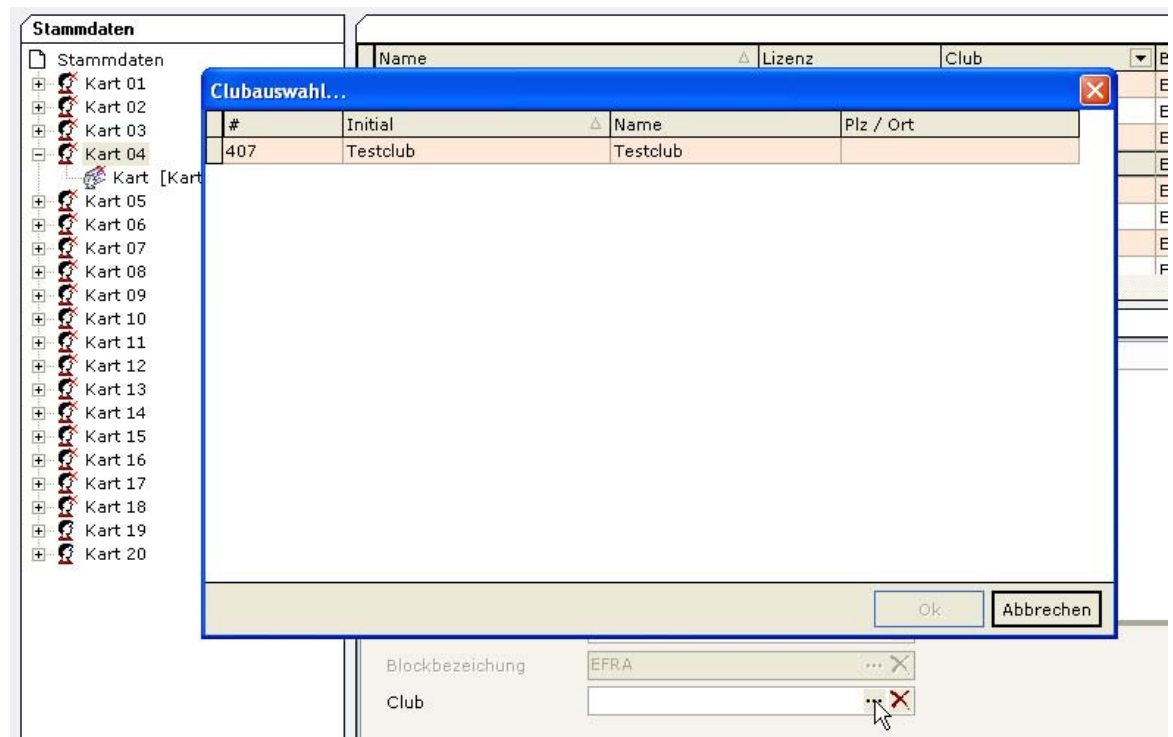 Stammdaten
Stammdaten
Kart 01
Kart 02
Kart 03
Kart 04
Kart [Kart
Kart 05
Kart 06
Kart 07
Kart 08
Kart 09
Kart 10
Kart 11
Kart 12
Kart 13
Kart 14
Kart 15
Kart 16
Kart 17
Kart 18
Kart 19
Kart 20
Name Lizenz Club B
E
E
E
E
E
E
E
Clubauswahl...
# Initial Name Plz / Ort
407 Testclub Testclub
Ok Abbrechen
Blockbezeichung EFRA ...
Club ...